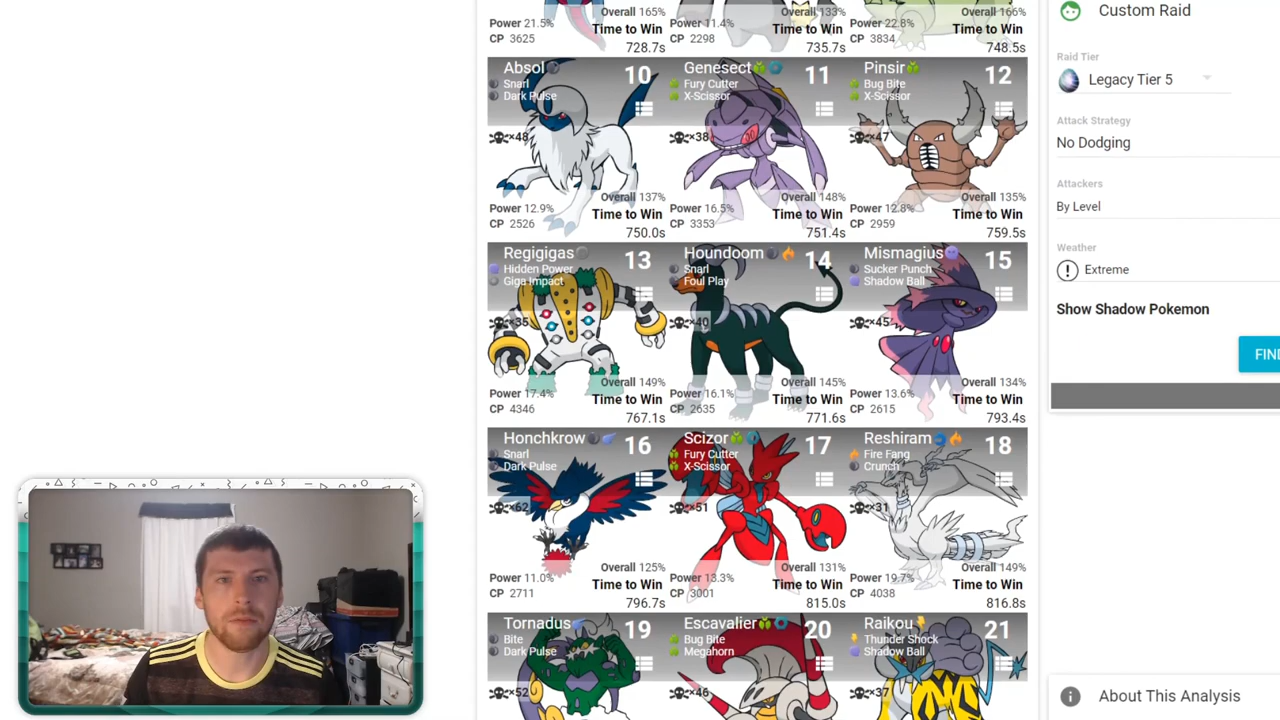 Power 21.5% Overall 165%
CP 3625 Time to Win
728.7s
Power 11.4% Overall 133%
CP 2298 Time to Win
735.7s
Power 22.8% Overall 166%
CP 3834 Time to Win
748.5s
Absol 10
Snarl
Dark Pulse
×48
Overall 137%
Power 12.9% Time to Win
CP 2526 750.0s
Genesect 11
Fury Cutter
X-Scissor
×38
Overall 148%
Power 16.5% Time to Win
CP 3353 751.4s
Pinsir 12
Bug Bite
X-Scissor
×47
Overall 135%
Power 12.8% Time to Win
CP 2959 759.5s
Regigigas 13
Hidden Power
Giga Impact
×35
Overall 149%
Power 17.4% Time to Win
CP 4346 767.1s
Houndoom 14
Snarl
Foul Play
×40
Overall 145%
Power 16.1% Time to Win
CP 2635 771.6s
Mismagius 15
Sucker Punch
Shadow Ball
×45
Overall 134%
Power 13.6% Time to Win
CP 2615 793.4s
Honchkrow 16
Snarl
Dark Pulse
×62
Overall 125%
Power 11.0% Time to Win
CP 2711 796.7s
Scizor 17
Fury Cutter
X-Scissor
×51
Overall 131%
Power 13.3% Time to Win
CP 3001 815.0s
Reshiram 18
Fire Fang
Crunch
×31
Overall 149%
Power 19.7% Time to Win
CP 4038 816.8s
Tornadus 19
Bite
Dark Pulse
×52
Escavalier 20
Bug Bite
Megahorn
×46
Raikou 21
Thunder Shock
Shadow Ball
×37
Custom Raid
Raid Tier
Legacy Tier 5
Attack Strategy
No Dodging
Attackers
By Level
Weather
Extreme
Show Shadow Pokemon
FIN
About This Analysis